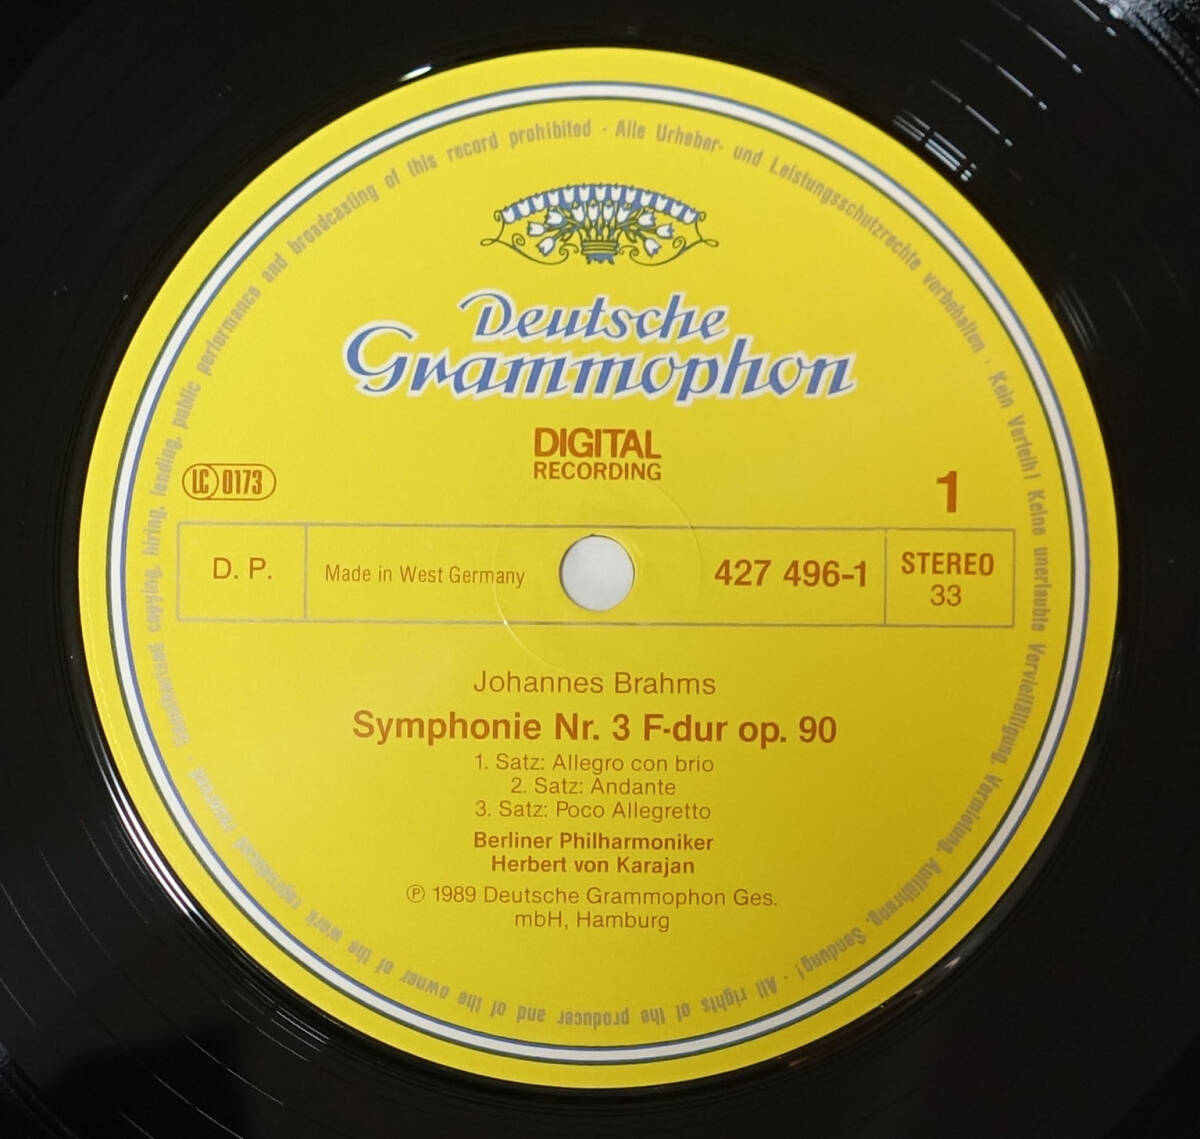 Alle Urheber- und Leistungsschutzrechte vorbehalten · Kein Verleih! Keine unerlaubte Vervielfältigung, Vermietung, Aufführung, Sendung! · All rights of the producer and of the owner of the work reproduced reserved · Unauthorised copying, hiring, lending, public performance and broadcasting of this record prohibited ·
Deutsche
Grammophon
DIGITAL
RECORDING
LC 0173
1
D. P.
Made in West Germany
427 496-1
STEREO
33
Johannes Brahms
Symphonie Nr. 3 F-dur op. 90
1. Satz: Allegro con brio
2. Satz: Andante
3. Satz: Poco Allegretto
Berliner Philharmoniker
Herbert von Karajan
℗ 1989 Deutsche Grammophon Ges.
mbH, Hamburg